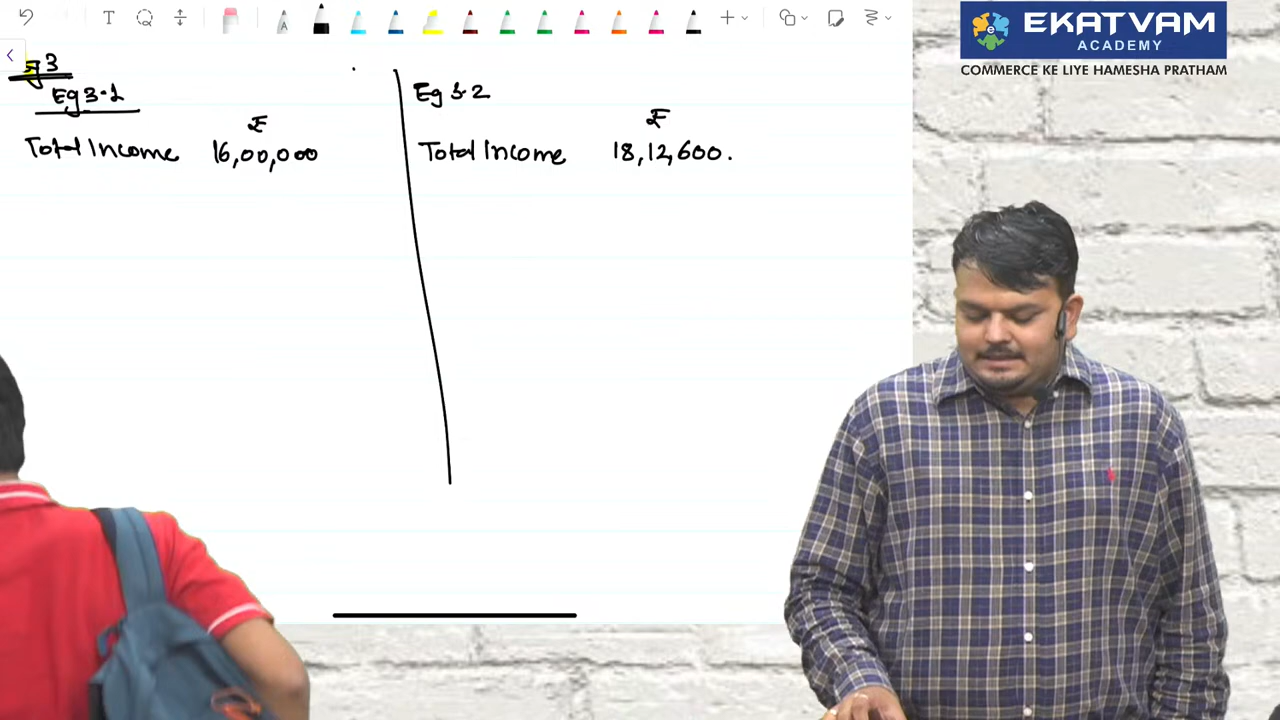 EKATVAM
ACADEMY
COMMERCE KE LIYE HAMESHA PRATHAM
Eg 3
Eg 3.1
₹
Total Income 16,00,000
Eg 3.2
₹
Total Income 18,12,600.